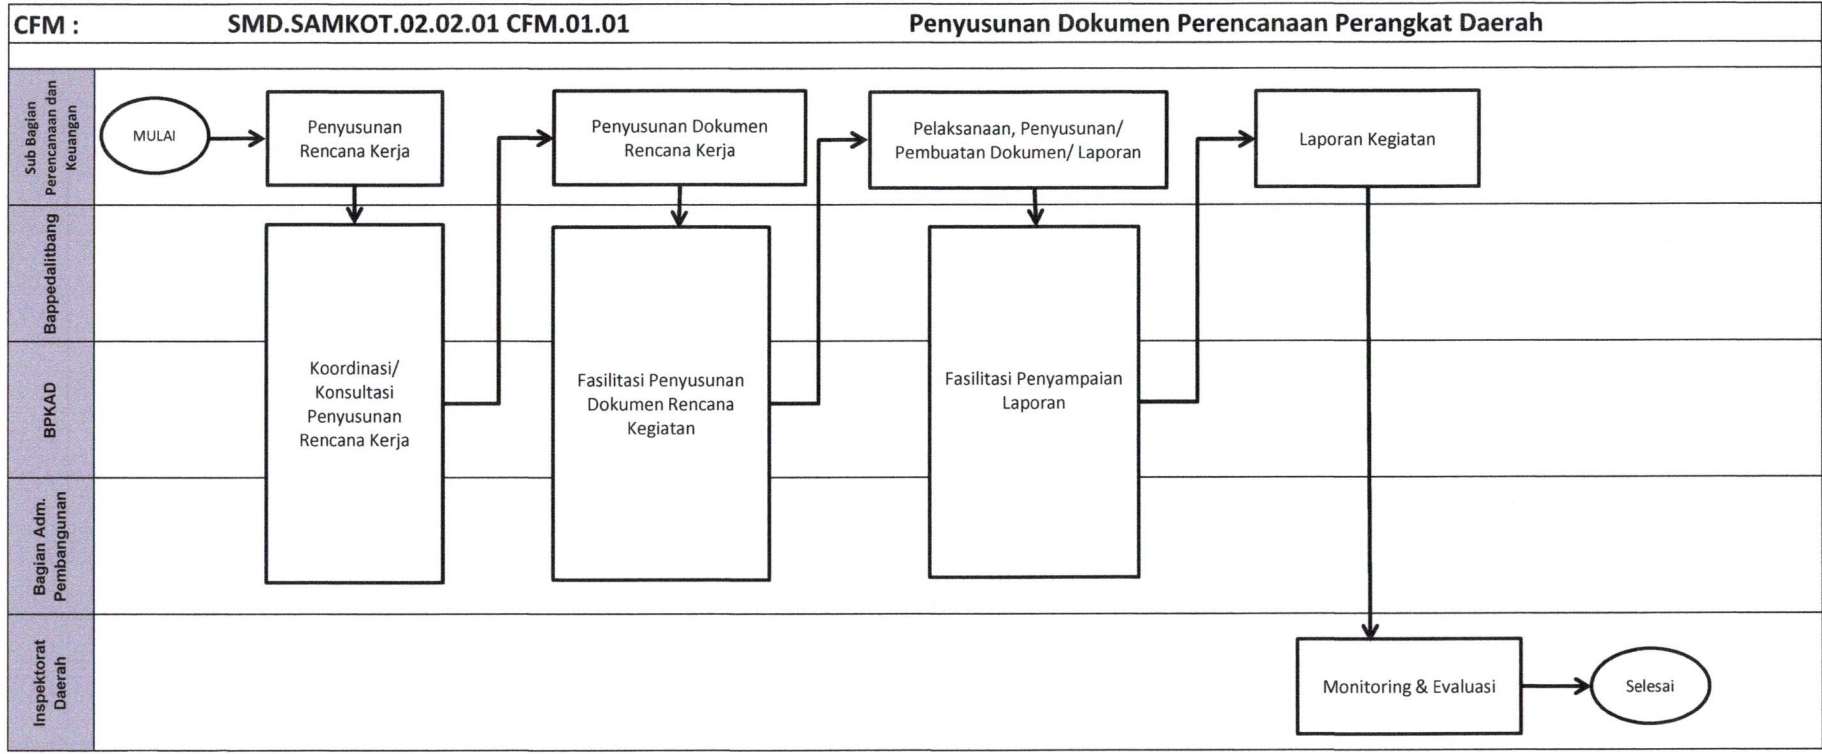 CFM : SMD.SAMKOT.02.02.01 CFM.01.01 Penyusunan Dokumen Perencanaan Perangkat Daerah
Sub Bagian
Perencanaan dan
Keuangan
MULAI
Penyusunan
Rencana Kerja
Penyusunan Dokumen
Rencana Kerja
Pelaksanaan, Penyusunan/
Pembuatan Dokumen/ Laporan
Laporan Kegiatan
Bappedalitbang
BPKAD
Bagian Adm.
Pembangunan
Koordinasi/
Konsultasi
Penyusunan
Rencana Kerja
Fasilitasi Penyusunan
Dokumen Rencana
Kegiatan
Fasilitasi Penyampaian
Laporan
Inspektorat
Daerah
Monitoring & Evaluasi
Selesai